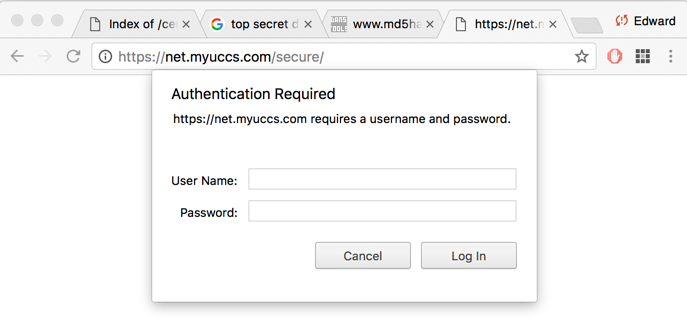 Index of /ce
top secret d
www.md5ha
https://net.m
Edward
https://net.myuccs.com/secure/
Authentication Required
https://net.myuccs.com requires a username and password.
User Name:
Password:
Cancel
Log In